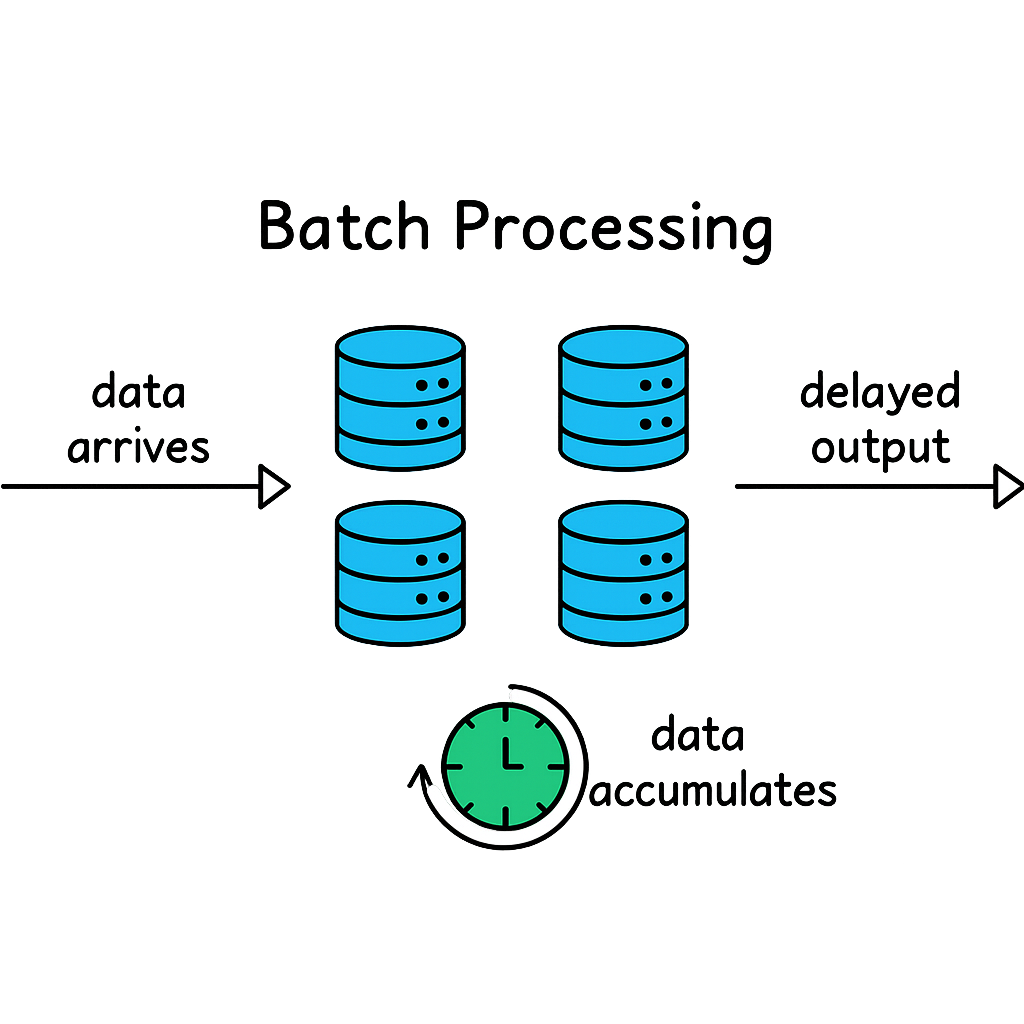 Batch Processing
data
arrives
delayed
output
data
accumulates